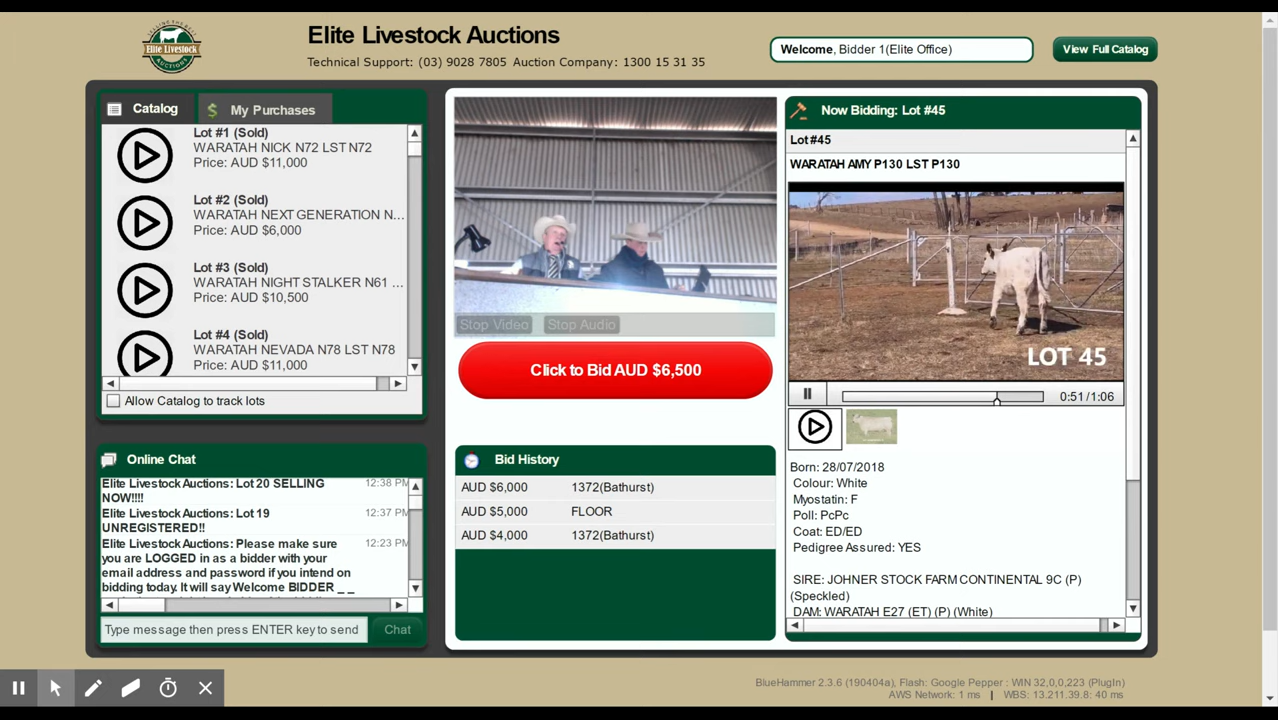 Elite Livestock
AUCTIONS
Elite Livestock Auctions
Technical Support: (03) 9028 7805 Auction Company: 1300 15 31 35
Welcome, Bidder 1(Elite Office)
View Full Catalog
Catalog
My Purchases
Lot #1 (Sold)
WARATAH NICK N72 LST N72
Price: AUD $11,000
Lot #2 (Sold)
WARATAH NEXT GENERATION N...
Price: AUD $6,000
Lot #3 (Sold)
WARATAH NIGHT STALKER N61 ...
Price: AUD $10,500
Lot #4 (Sold)
WARATAH NEVADA N78 LST N78
Price: AUD $11,000
Allow Catalog to track lots
Online Chat
Elite Livestock Auctions: Lot 20 SELLING 12:38 PM
NOW!!!!
Elite Livestock Auctions: Lot 19 12:37 PM
UNREGISTERED!!
Elite Livestock Auctions: Please make sure 12:23 PM
you are LOGGED in as a bidder with your
email address and password if you intend on
bidding today. It will say Welcome BIDDER _ _
Type message then press ENTER key to send
Chat
Stop Video
Stop Audio
Click to Bid AUD $6,500
Bid History
AUD $6,000 1372(Bathurst)
AUD $5,000 FLOOR
AUD $4,000 1372(Bathurst)
Now Bidding: Lot #45
Lot #45
WARATAH AMY P130 LST P130
LOT 45
0:51/1:06
Born: 28/07/2018
Colour: White
Myostatin: F
Poll: PcPc
Coat: ED/ED
Pedigree Assured: YES
SIRE: JOHNER STOCK FARM CONTINENTAL 9C (P)
(Speckled)
DAM: WARATAH E27 (ET) (P) (White)
BlueHammer 2.3.6 (190404a), Flash: Google Pepper : WIN 32,0,0,223 (PlugIn)
AWS Network: 1 ms | WBS: 13.211.39.8: 40 ms